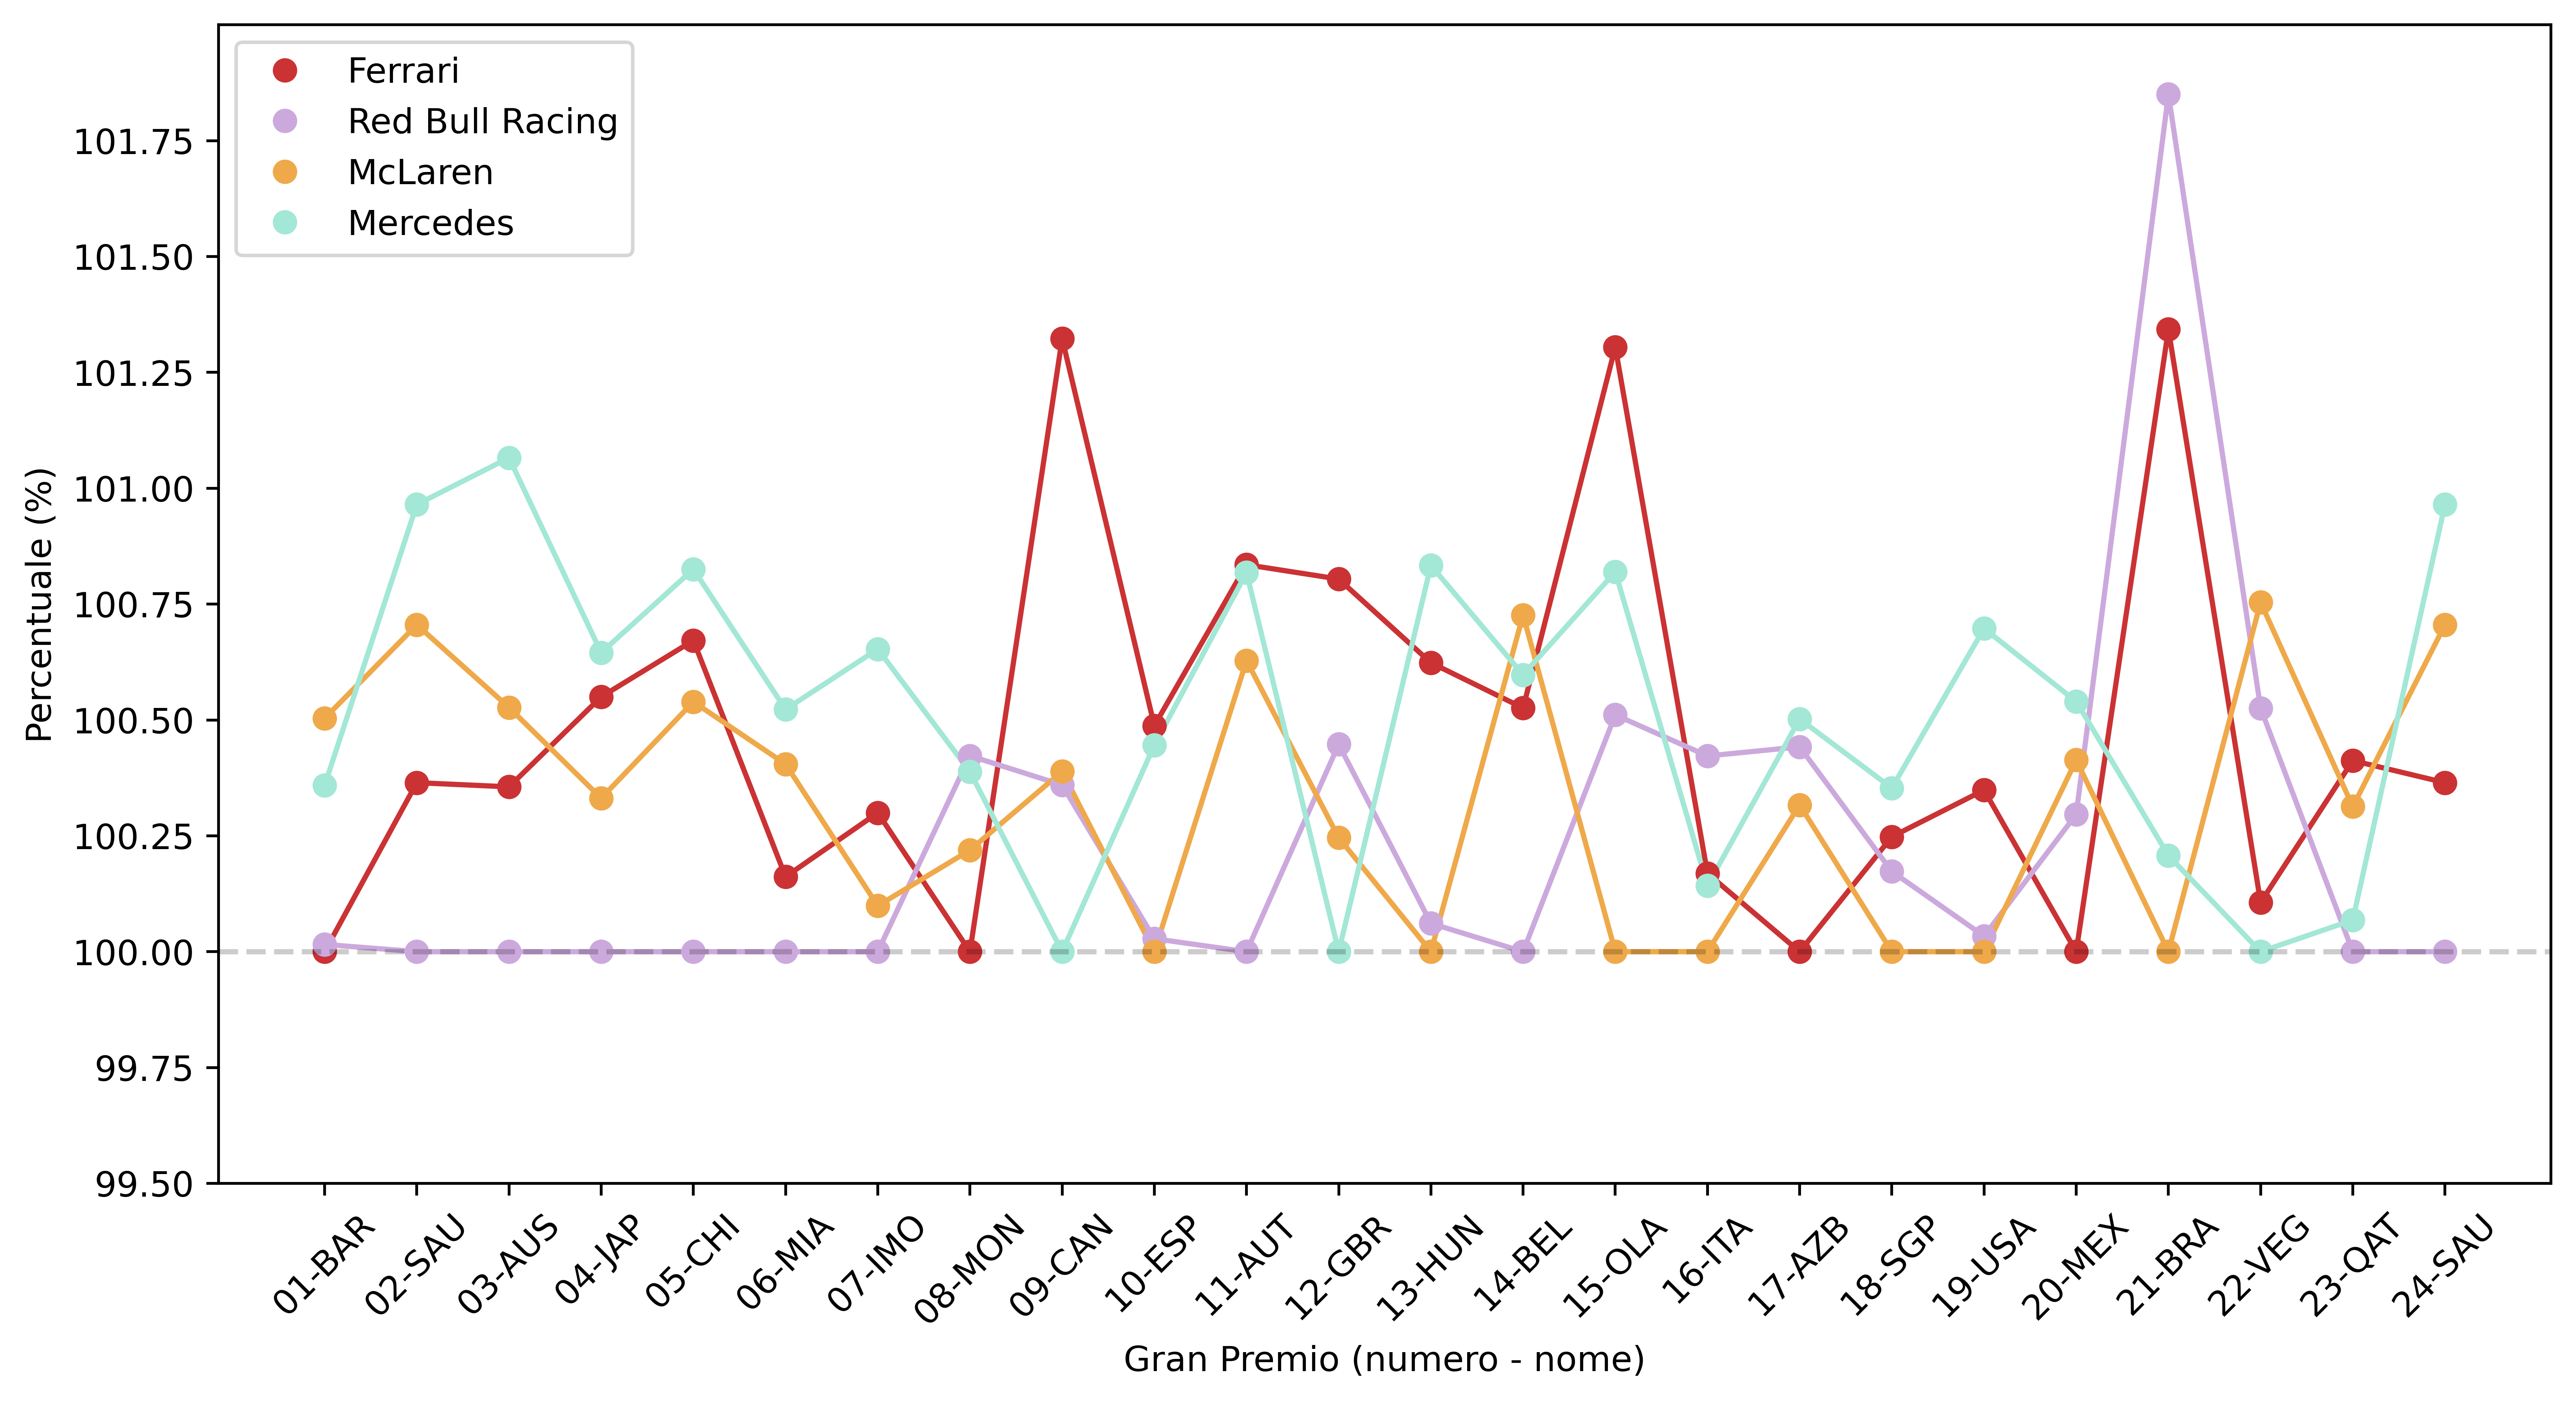 Ferrari
Red Bull Racing
McLaren
Mercedes
Percentuale (%)
101.75
101.50
101.25
101.00
100.75
100.50
100.25
100.00
99.75
99.50
01-BAR
02-SAU
03-AUS
04-JAP
05-CHI
06-MIA
07-IMO
08-MON
09-CAN
10-ESP
11-AUT
12-GBR
13-HUN
14-BEL
15-OLA
16-ITA
17-AZB
18-SGP
19-USA
20-MEX
21-BRA
22-VEG
23-QAT
24-SAU
Gran Premio (numero - nome)